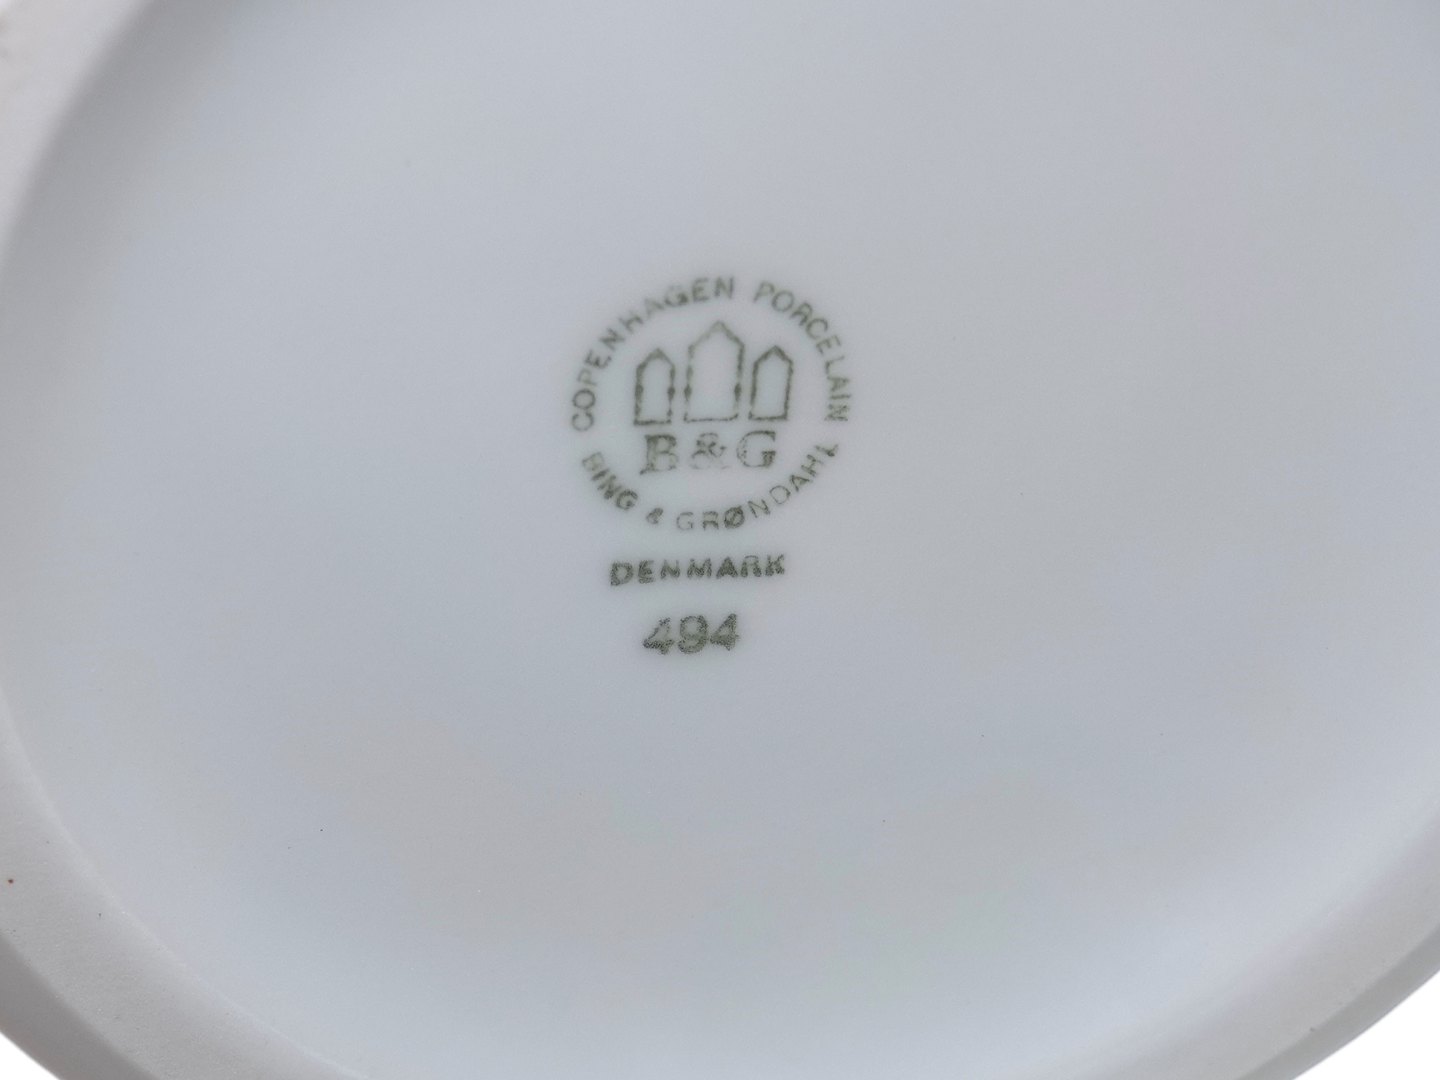 COPENHAGEN PORCELAIN
B&G
BING & GRØNDAHL
DENMARK
494